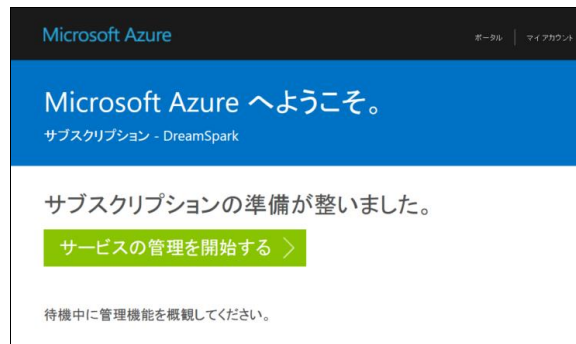 Microsoft Azure
ポータル | マイアカウント
Microsoft Azure へようこそ。
サブスクリプション - DreamSpark
サブスクリプションの準備が整いました。
サービスの管理を開始する
待機中に管理機能を概観してください。